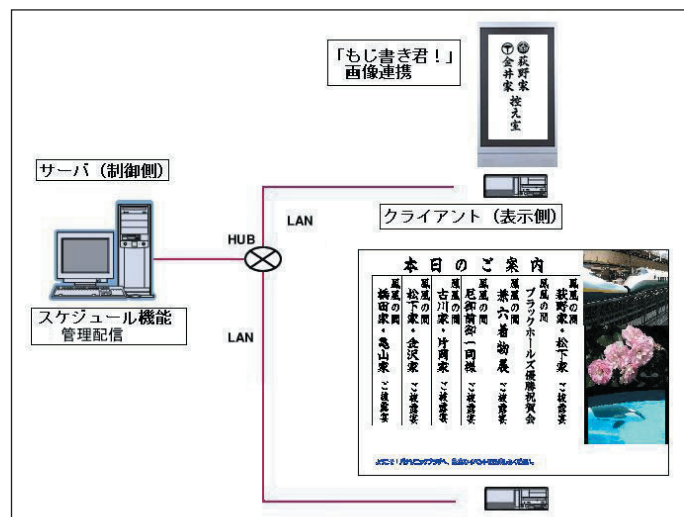 「もじ書き君！」
画像連携
荻野家
金井家
控え室
サーバ（制御側）
LAN
クライアント（表示側）
HUB
スケジュール機能
管理配信
LAN
本日のご案内
鳳凰の間
荻野家・松下家 ご披露宴
鳳凰の間
ブラックホールズ優勝祝賀会
鳳凰の間
兼六着物展
鳳凰の間
尼御前御一同様
鳳凰の間
古川家・片岡家 ご披露宴
鳳凰の間
松下家・金沢家 ご披露宴
鳳凰の間
横田家・亀山家 ご披露宴